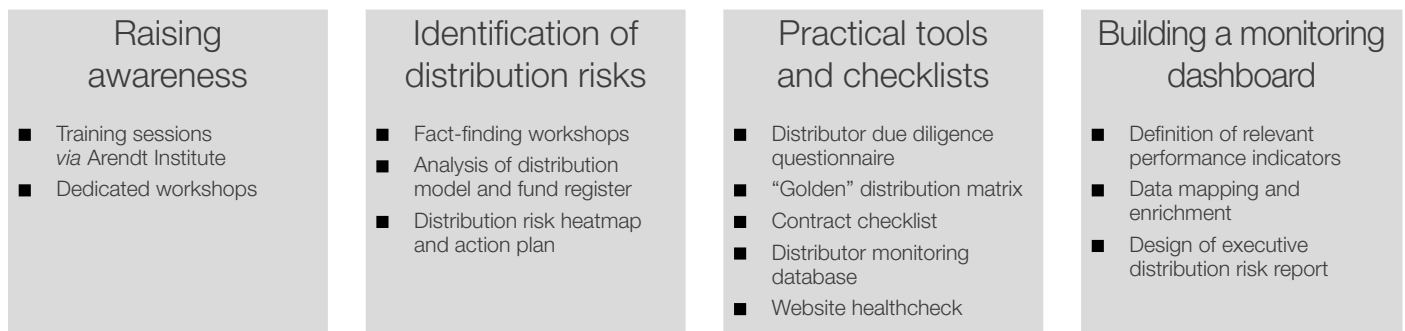 Raising
awareness
■ Training sessions
via Arendt Institute
■ Dedicated workshops
Identification of
distribution risks
■ Fact-finding workshops
■ Analysis of distribution
model and fund register
■ Distribution risk heatmap
and action plan
Practical tools
and checklists
■ Distributor due diligence
questionnaire
■ “Golden” distribution matrix
■ Contract checklist
■ Distributor monitoring
database
■ Website healthcheck
Building a monitoring
dashboard
■ Definition of relevant
performance indicators
■ Data mapping and
enrichment
■ Design of executive
distribution risk report